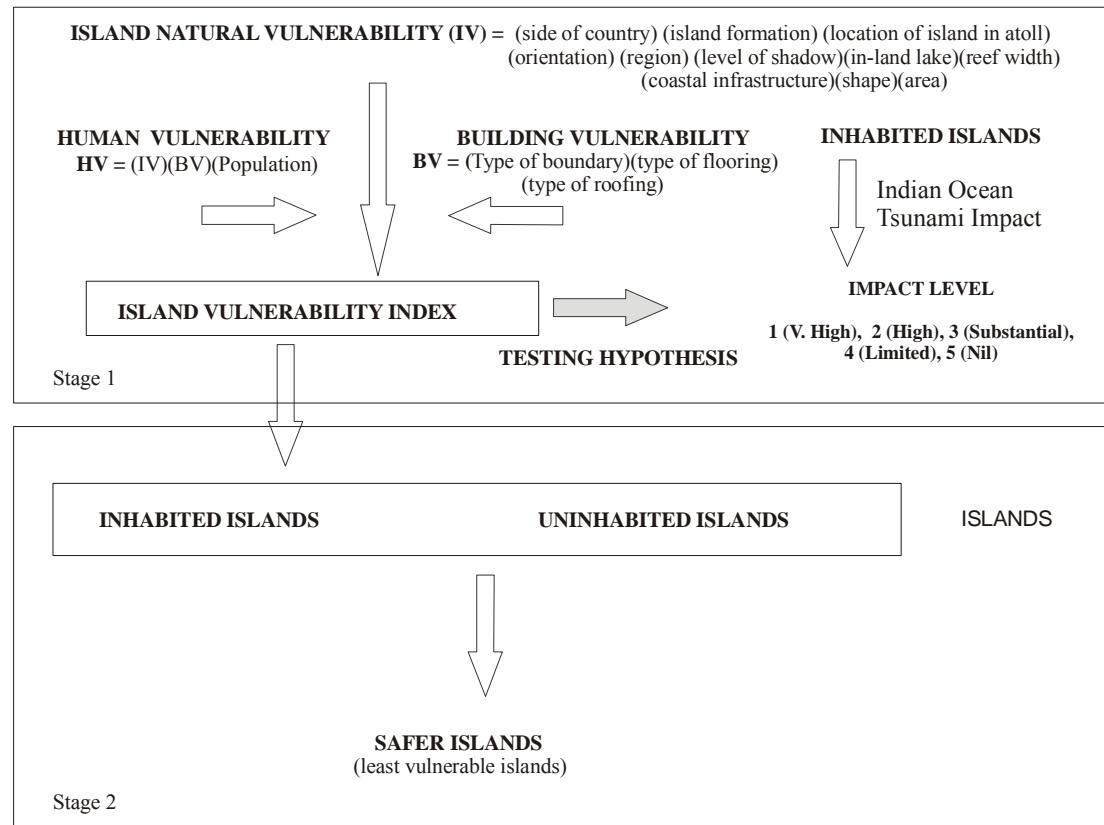 ISLAND NATURAL VULNERABILITY (IV) = (side of country) (island formation) (location of island in atoll)
(orientation) (region) (level of shadow)(in-land lake)(reef width)
(coastal infrastructure)(shape)(area)
HUMAN VULNERABILITY
HV = (IV)(BV)(Population)
BUILDING VULNERABILITY
BV = (Type of boundary)(type of flooring)
(type of roofing)
INHABITED ISLANDS
Indian Ocean
Tsunami Impact
ISLAND VULNERABILITY INDEX
TESTING HYPOTHESIS
IMPACT LEVEL
1 (V. High), 2 (High), 3 (Substantial),
4 (Limited), 5 (Nil)
Stage 1
INHABITED ISLANDS
UNINHABITED ISLANDS
ISLANDS
SAFER ISLANDS
(least vulnerable islands)
Stage 2